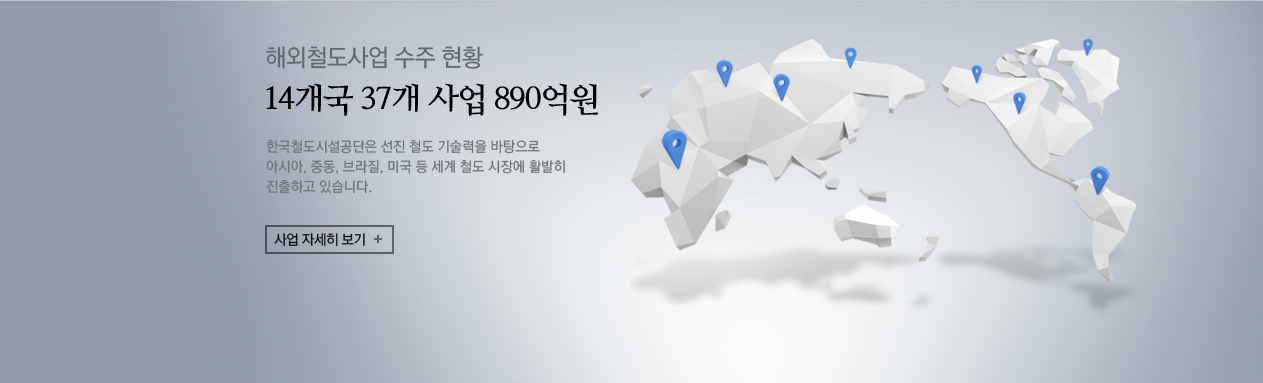 해외철도사업 수주 현황
14개국 37개 사업 890억원
한국철도시설공단은 선진 철도 기술력을 바탕으로
아시아, 중동, 브라질, 미국 등 세계 철도 시장에 활발히
진출하고 있습니다.
사업 자세히 보기 +